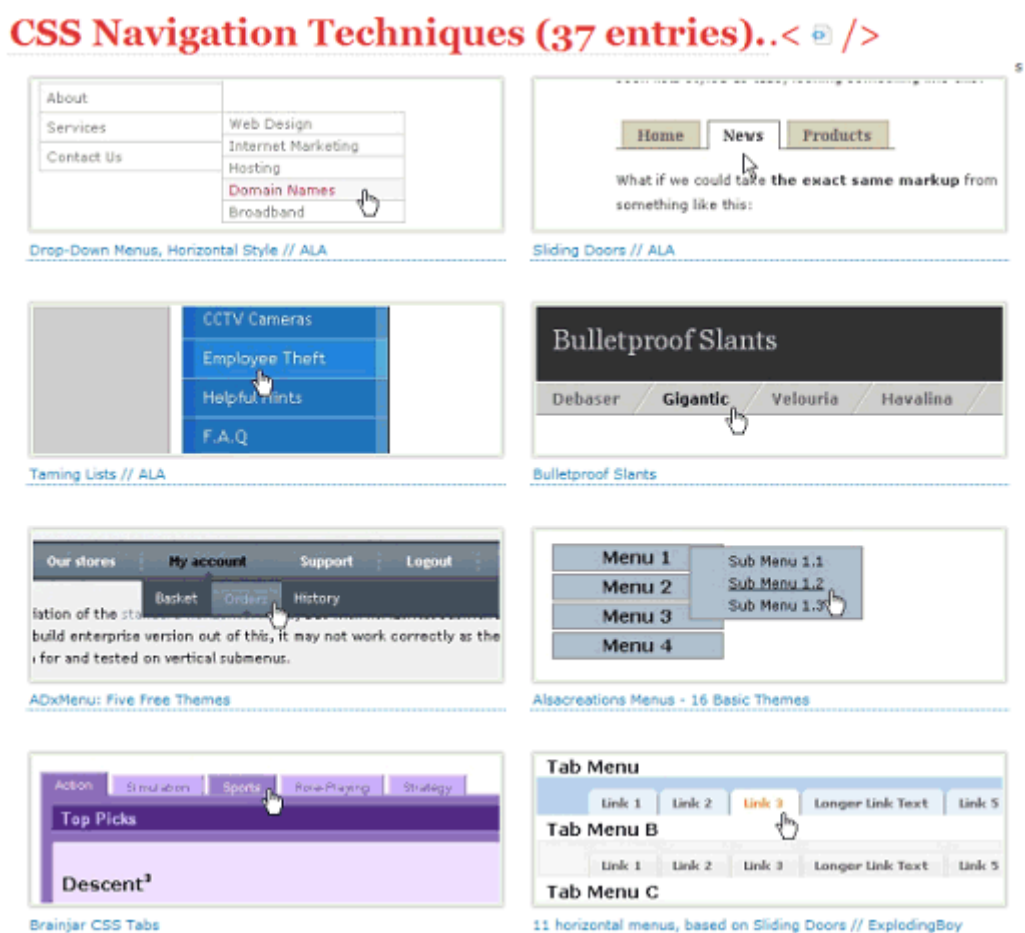 CSS Navigation Techniques (37 entries)..< />
s
About
Services
Contact Us
Web Design
Internet Marketing
Hosting
Domain Names
Broadband
Drop-Down Menus, Horizontal Style // ALA
Home News Products
What if we could take the exact same markup from
something like this:
Sliding Doors // ALA
CCTV Cameras
Employee Theft
Helpful Hints
F.A.Q
Taming Lists // ALA
Bulletproof Slants
Debaser Gigantic Velouria Havalina
Bulletproof Slants
Our stores My account Support Logout
Basket Orders History
iation of the
build enterprise version out of this, it may not work correctly as the
for and tested on vertical submenus.
ADxMenu: Five Free Themes
Menu 1
Menu 2
Menu 3
Menu 4
Sub Menu 1.1
Sub Menu 1.2
Sub Menu 1.3
Alsacreations Menus - 16 Basic Themes
Action Simulation Sports Role-Playing Strategy
Top Picks
Descent³
Brainjar CSS Tabs
Tab Menu
Link 1 Link 2 Link 3 Longer Link Text Link 5
Tab Menu B
Link 1 Link 2 Link 3 Longer Link Text Link 5
Tab Menu C
11 horizontal menus, based on Sliding Doors // ExplodingBoy